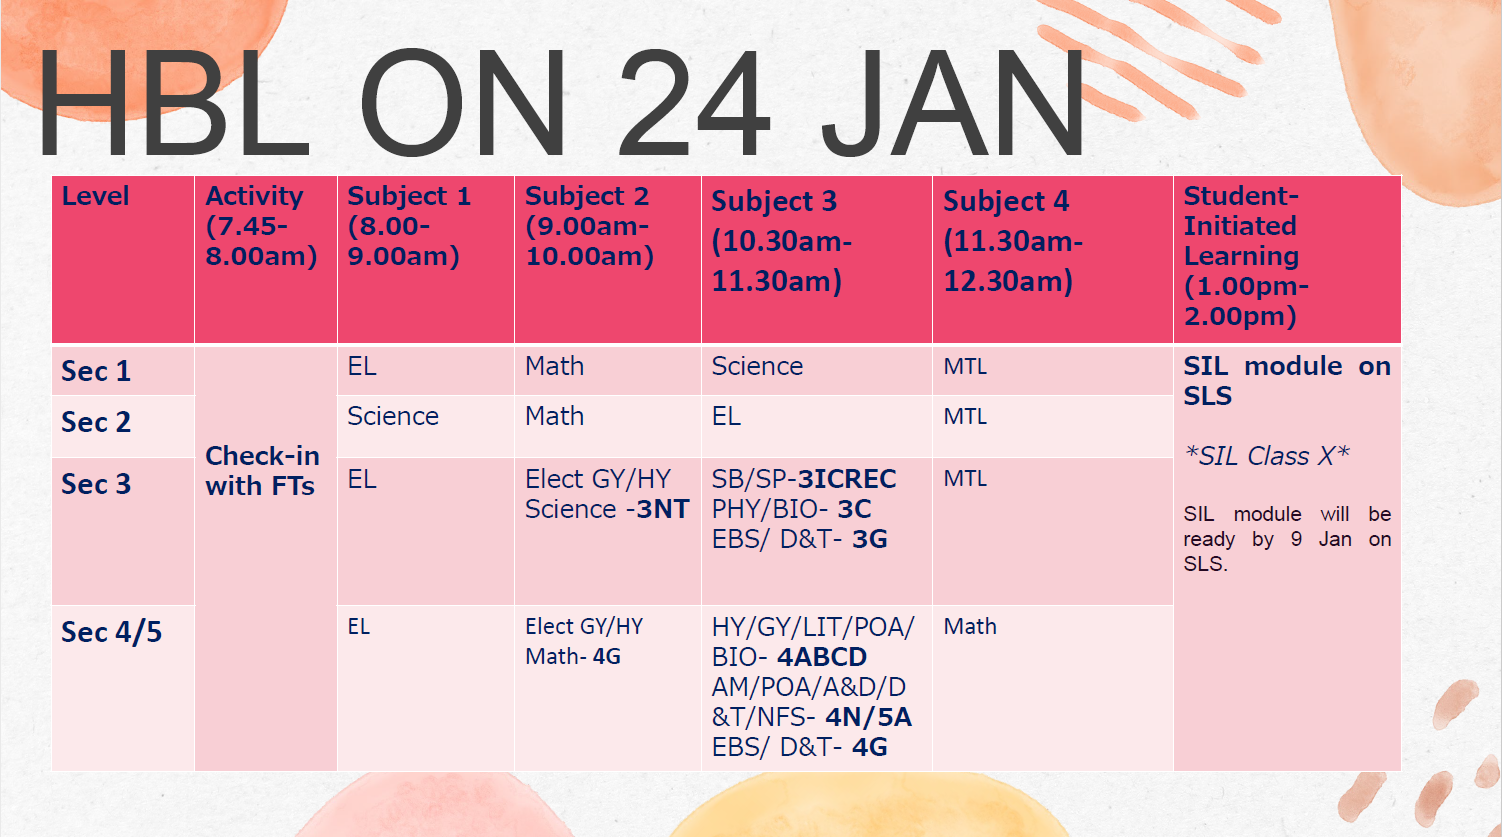 HBL ON 24 JAN
Level
Activity
(7.45-
8.00am)
Subject 1
(8.00-
9.00am)
Subject 2
(9.00am-
10.00am)
Subject 3
(10.30am-
11.30am)
Subject 4
(11.30am-
12.30am)
Student-
Initiated
Learning
(1.00pm-
2.00pm)
Sec 1
Check-in
with FTs
EL
Math
Science
MTL
SIL module on
SLS
*SIL Class X*
SIL module will be
ready by 9 Jan on
SLS.
Sec 2
Science
Math
EL
MTL
Sec 3
EL
Elect GY/HY
Science -3NT
SB/SP-3ICREC
PHY/BIO- 3C
EBS/ D&T- 3G
MTL
Sec 4/5
EL
Elect GY/HY
Math- 4G
HY/GY/LIT/POA/
BIO- 4ABCD
AM/POA/A&D/D
&T/NFS- 4N/5A
EBS/ D&T- 4G
Math